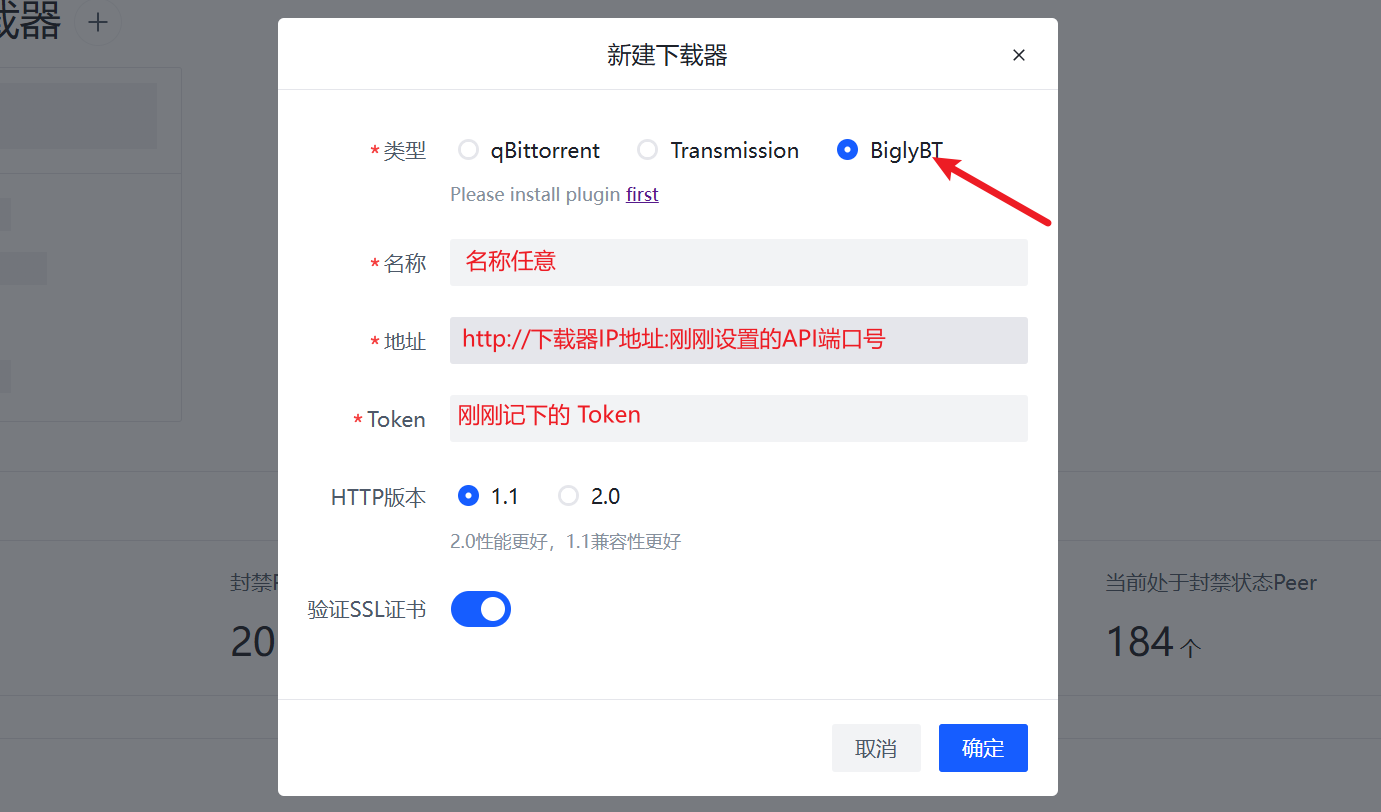 载器 +
新建下载器 ×
*类型 qBittorrent Transmission BiglyBT
Please install plugin first
*名称 名称任意
*地址 http://下载器IP地址:刚刚设置的API端口号
*Token 刚刚记下的 Token
HTTP版本 1.1 2.0
2.0性能更好，1.1兼容性更好
封禁 当前处于封禁状态Peer
验证SSL证书
20 184 个
取消 确定